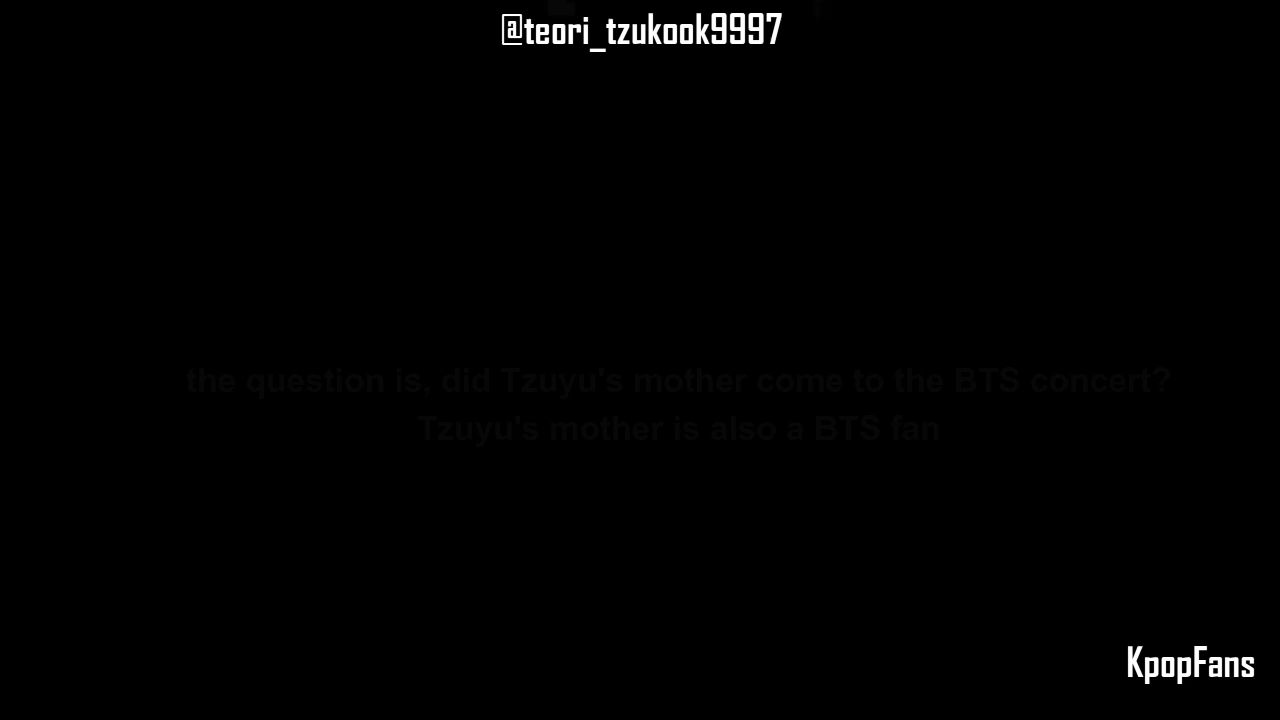 @teori_tzukook9997
the question is, did Tzuyu's mother come to the BTS concert?
Tzuyu's mother is also a BTS fan
KpopFans